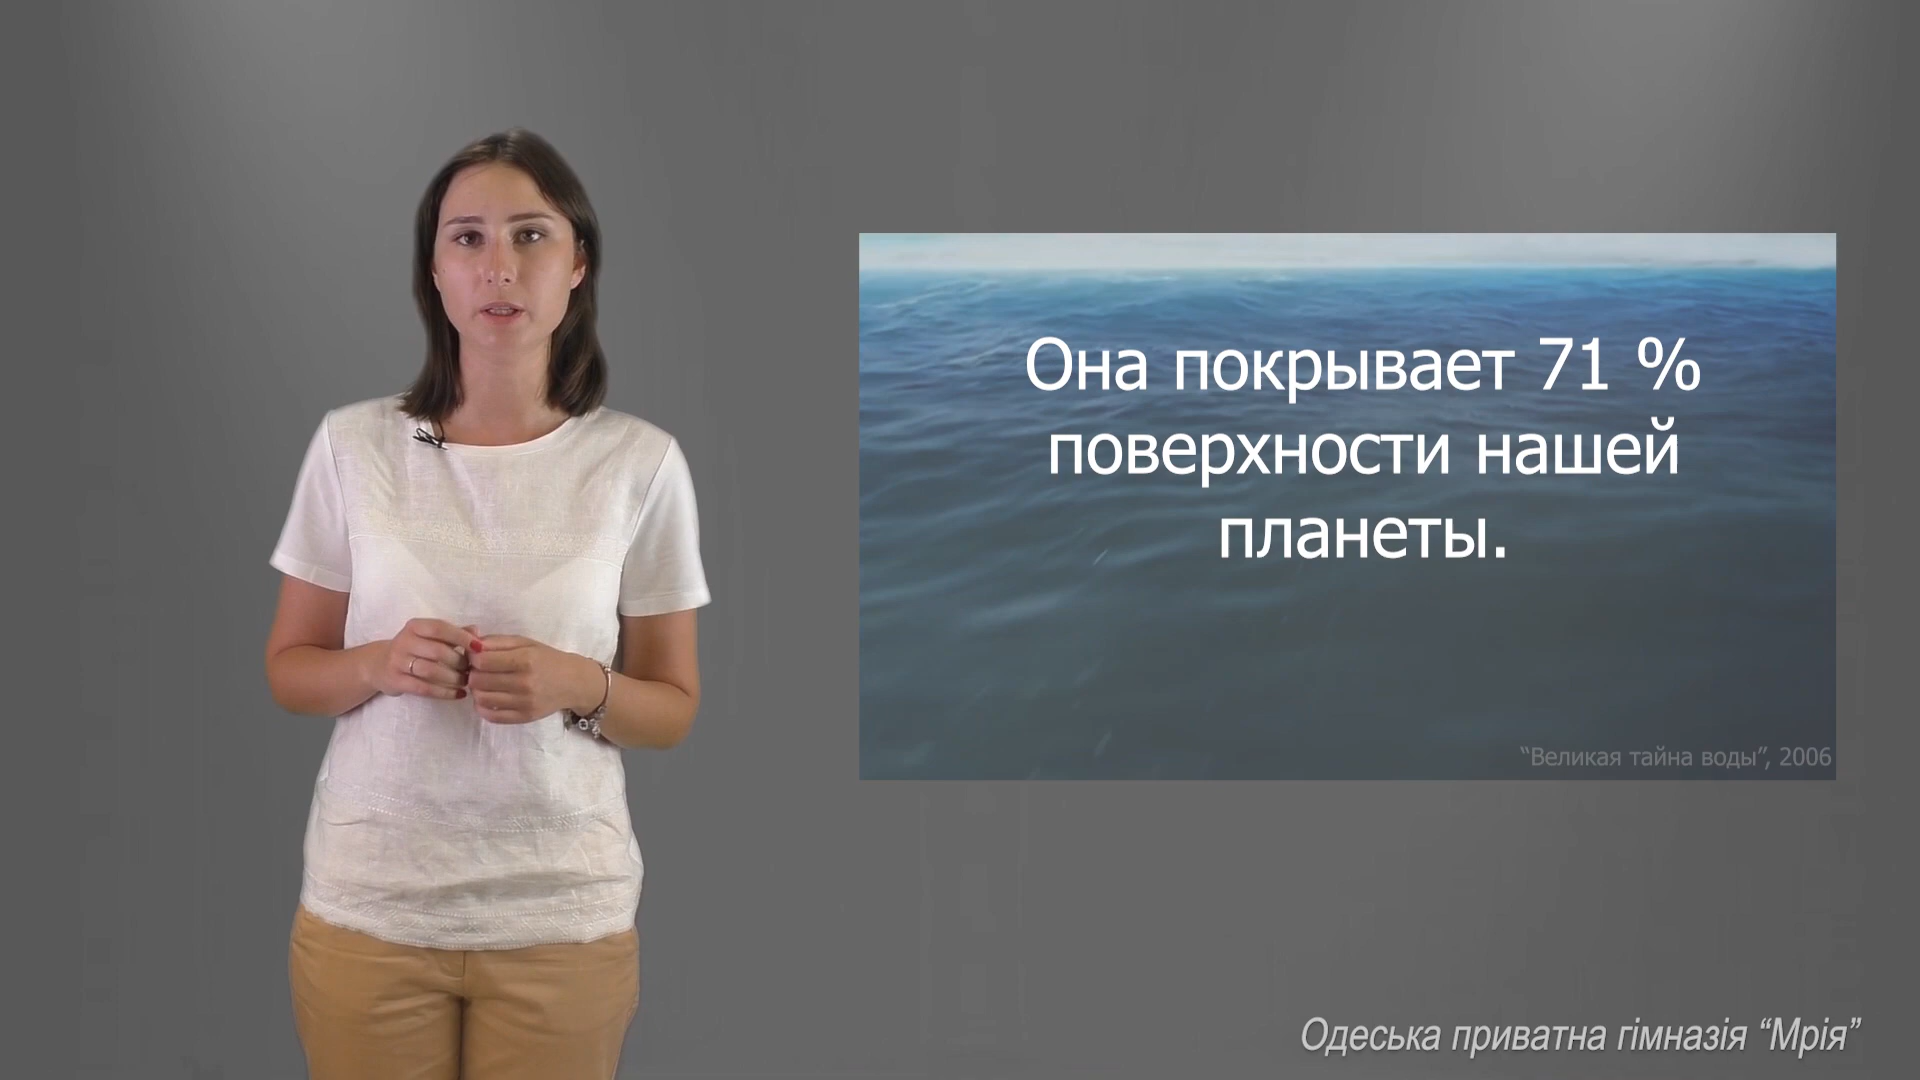 Она покрывает 71 %
поверхности нашей
планеты.
“Великая тайна воды”, 2006
Одеська приватна гімназія “Мрія”